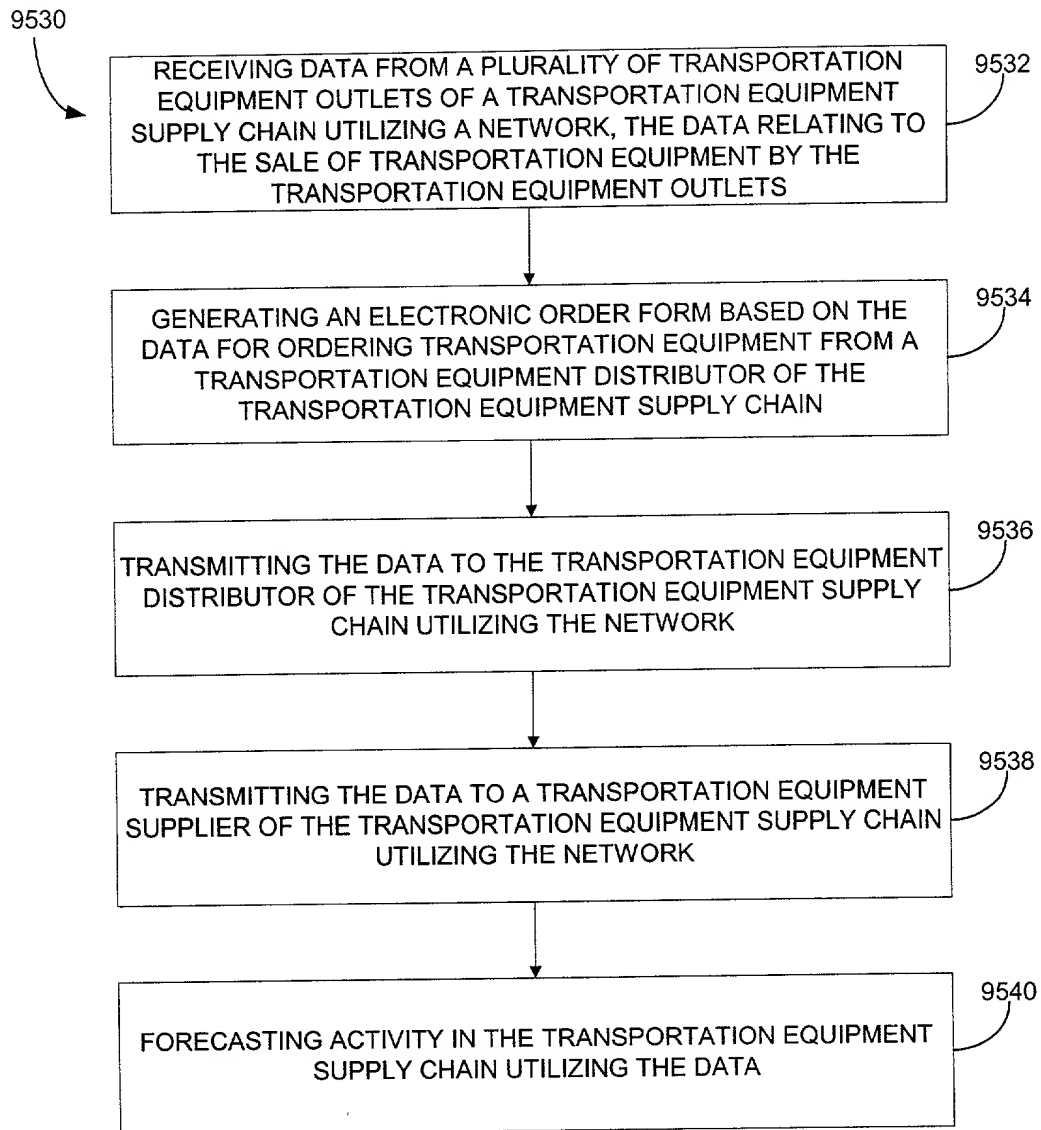 9530
RECEIVING DATA FROM A PLURALITY OF TRANSPORTATION
EQUIPMENT OUTLETS OF A TRANSPORTATION EQUIPMENT
SUPPLY CHAIN UTILIZING A NETWORK, THE DATA RELATING TO
THE SALE OF TRANSPORTATION EQUIPMENT BY THE
TRANSPORTATION EQUIPMENT OUTLETS
9532
GENERATING AN ELECTRONIC ORDER FORM BASED ON THE
DATA FOR ORDERING TRANSPORTATION EQUIPMENT FROM A
TRANSPORTATION EQUIPMENT DISTRIBUTOR OF THE
TRANSPORTATION EQUIPMENT SUPPLY CHAIN
9534
TRANSMITTING THE DATA TO THE TRANSPORTATION EQUIPMENT
DISTRIBUTOR OF THE TRANSPORTATION EQUIPMENT SUPPLY
CHAIN UTILIZING THE NETWORK
9536
TRANSMITTING THE DATA TO A TRANSPORTATION EQUIPMENT
SUPPLIER OF THE TRANSPORTATION EQUIPMENT SUPPLY CHAIN
UTILIZING THE NETWORK
9538
FORECASTING ACTIVITY IN THE TRANSPORTATION EQUIPMENT
SUPPLY CHAIN UTILIZING THE DATA
9540